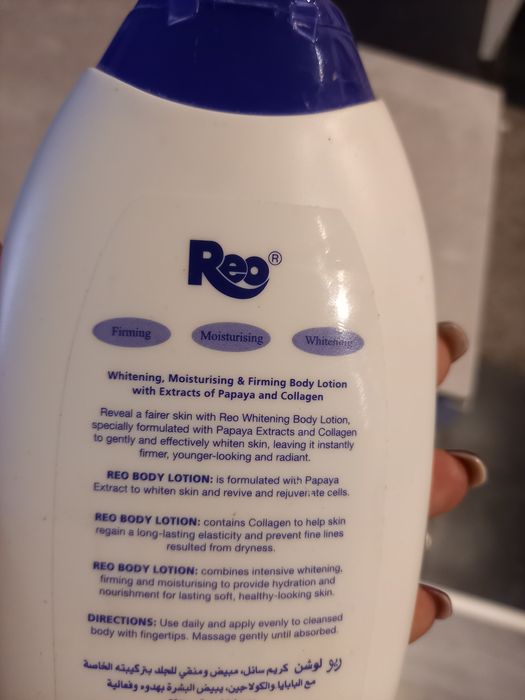 Reo®
Firming Moisturising Whitening
Whitening, Moisturising & Firming Body Lotion
with Extracts of Papaya and Collagen
Reveal a fairer skin with Reo Whitening Body Lotion,
specially formulated with Papaya Extracts and Collagen
to gently and effectively whiten skin, leaving it instantly
firmer, younger-looking and radiant.
REO BODY LOTION: is formulated with Papaya
Extract to whiten skin and revive and rejuvenate cells.
REO BODY LOTION: contains Collagen to help skin
regain a long-lasting elasticity and prevent fine lines
resulted from dryness.
REO BODY LOTION: combines intensive whitening,
firming and moisturising to provide hydration and
nourishment for lasting soft, healthy-looking skin.
DIRECTIONS: Use daily and apply evenly to cleansed
body with fingertips. Massage gently until absorbed.
ريو لوشن كريم سائل، مبيض ومنقي للجلد بتركيبته الخاصة
مع البابايا والكولاجين، يبيض البشرة بهدوء وفعالية